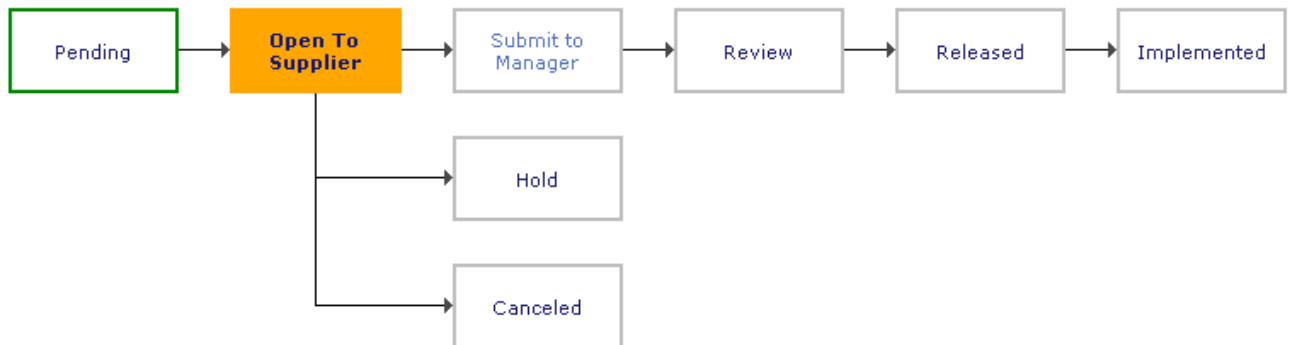 Pending
Open To
Supplier
Submit to
Manager
Review
Released
Implemented
Hold
Canceled